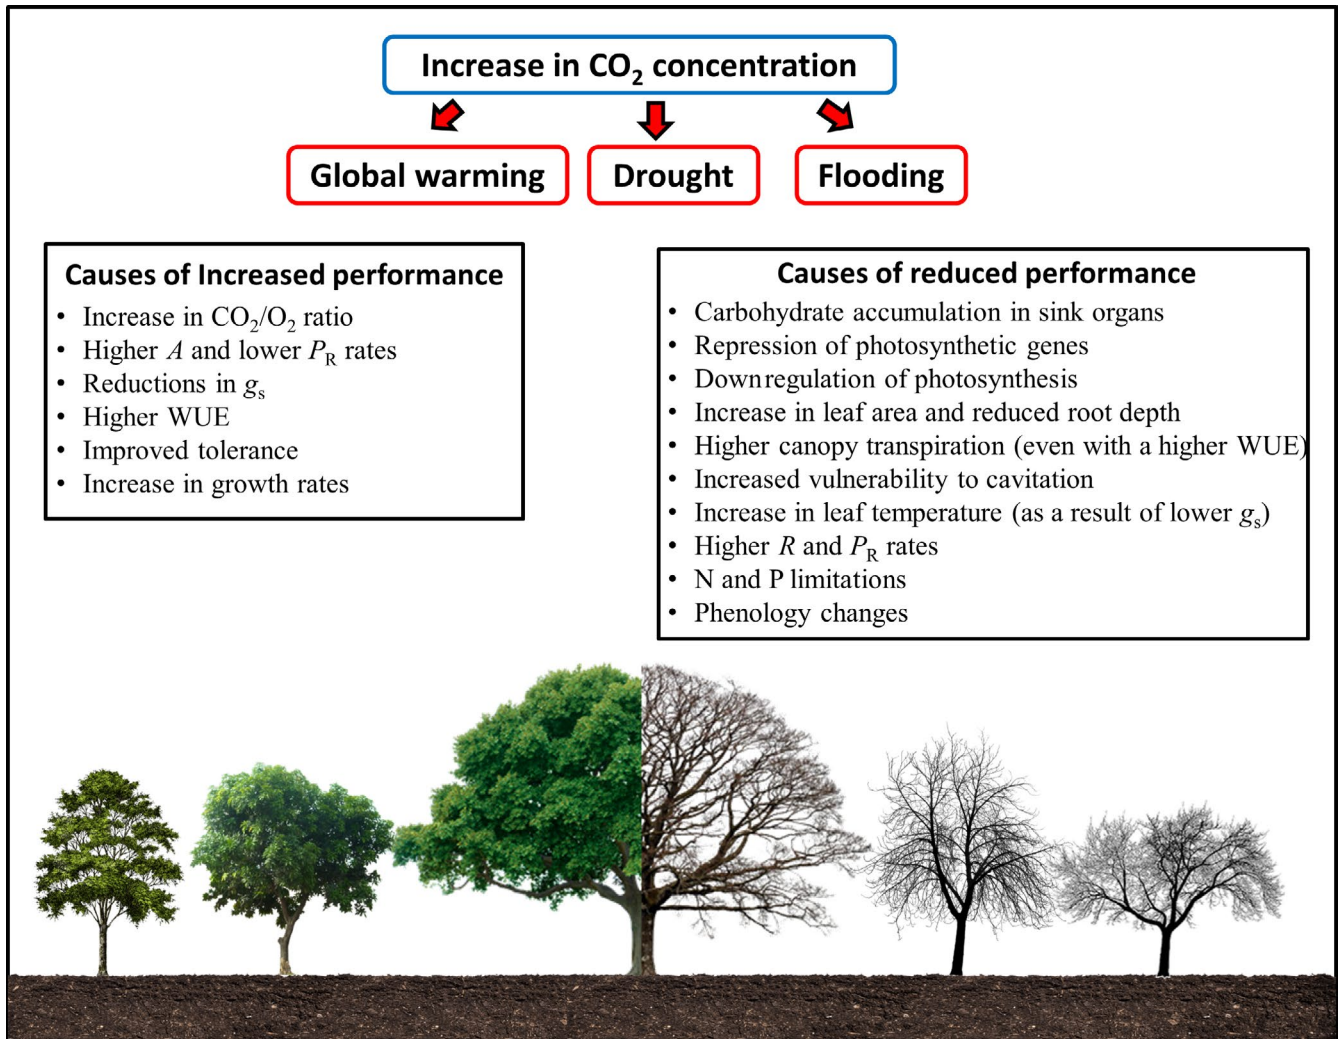 Increase in CO₂ concentration
Global warming
Drought
Flooding
Causes of Increased performance
• Increase in CO₂/O₂ ratio
• Higher A and lower P_R rates
• Reductions in g_s
• Higher WUE
• Improved tolerance
• Increase in growth rates
Causes of reduced performance
• Carbohydrate accumulation in sink organs
• Repression of photosynthetic genes
• Downregulation of photosynthesis
• Increase in leaf area and reduced root depth
• Higher canopy transpiration (even with a higher WUE)
• Increased vulnerability to cavitation
• Increase in leaf temperature (as a result of lower g_s)
• Higher R and P_R rates
• N and P limitations
• Phenology changes